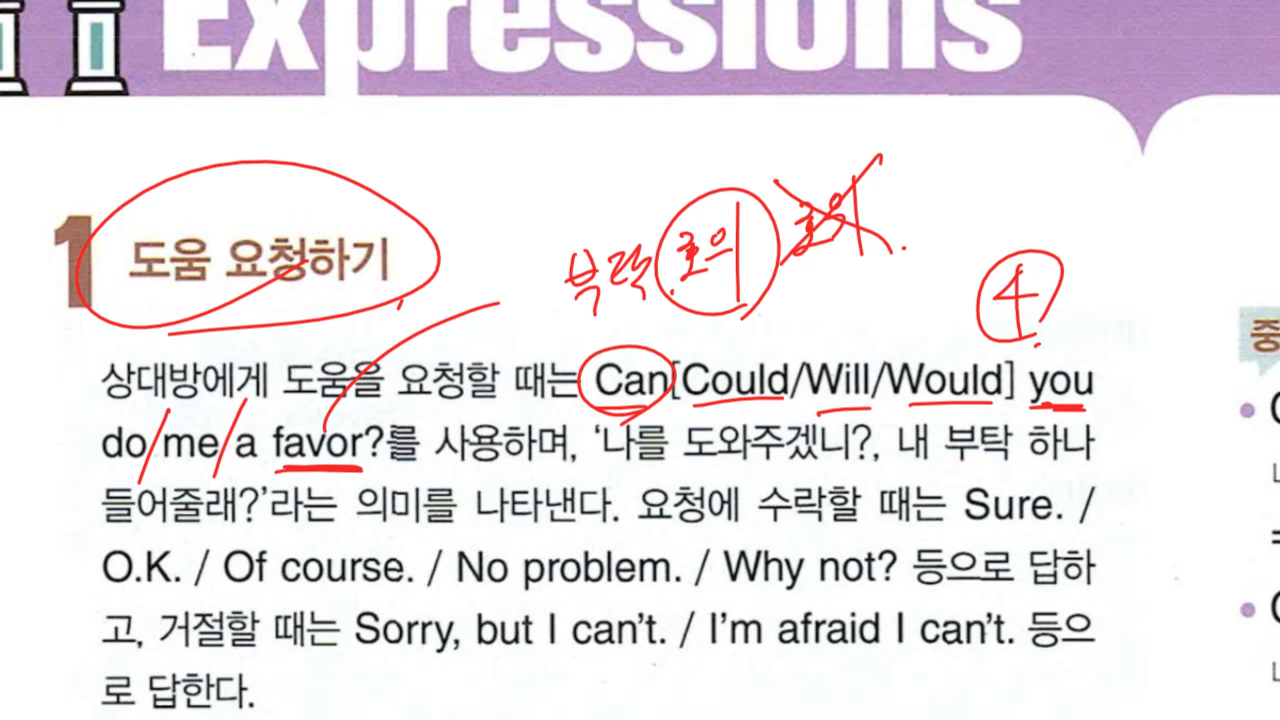 Expressions
1 도움 요청하기
부탁 호의 호의.
4
상대방에게 도움을 요청할 때는 Can[Could/Will/Would] you
do me a favor?를 사용하며, ‘나를 도와주겠니?, 내 부탁 하나
들어줄래?’라는 의미를 나타낸다. 요청에 수락할 때는 Sure. /
O.K. / Of course. / No problem. / Why not? 등으로 답하
고, 거절할 때는 Sorry, but I can’t. / I’m afraid I can’t. 등으
로 답한다.
중